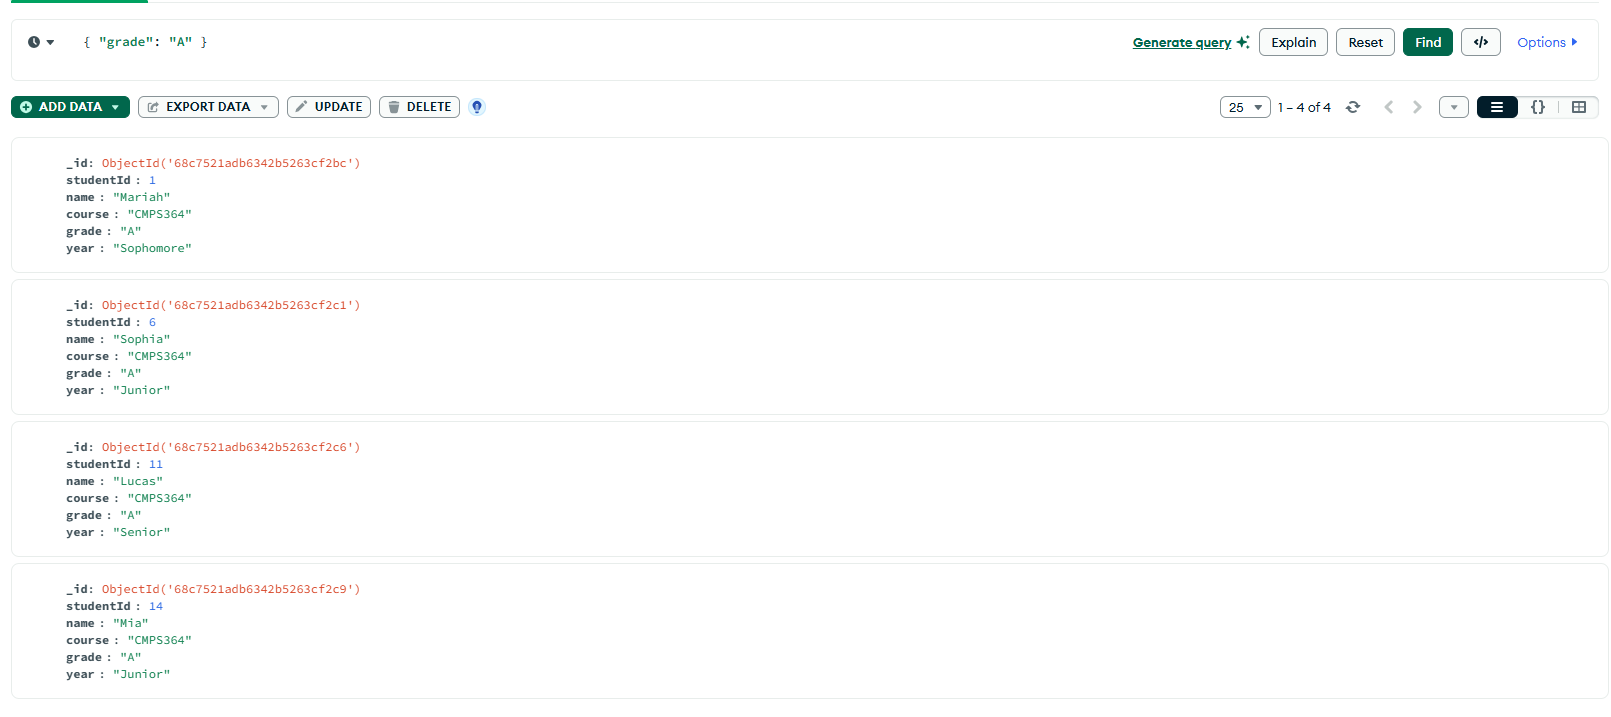 { "grade": "A" }
Generate query Explain Reset Find </> Options
ADD DATA EXPORT DATA UPDATE DELETE 25 1 – 4 of 4 {}
_id: ObjectId('68c7521adb6342b5263cf2bc')
studentId : 1
name : "Mariah"
course : "CMPS364"
grade : "A"
year : "Sophomore"
_id: ObjectId('68c7521adb6342b5263cf2c1')
studentId : 6
name : "Sophia"
course : "CMPS364"
grade : "A"
year : "Junior"
_id: ObjectId('68c7521adb6342b5263cf2c6')
studentId : 11
name : "Lucas"
course : "CMPS364"
grade : "A"
year : "Senior"
_id: ObjectId('68c7521adb6342b5263cf2c9')
studentId : 14
name : "Mia"
course : "CMPS364"
grade : "A"
year : "Junior"